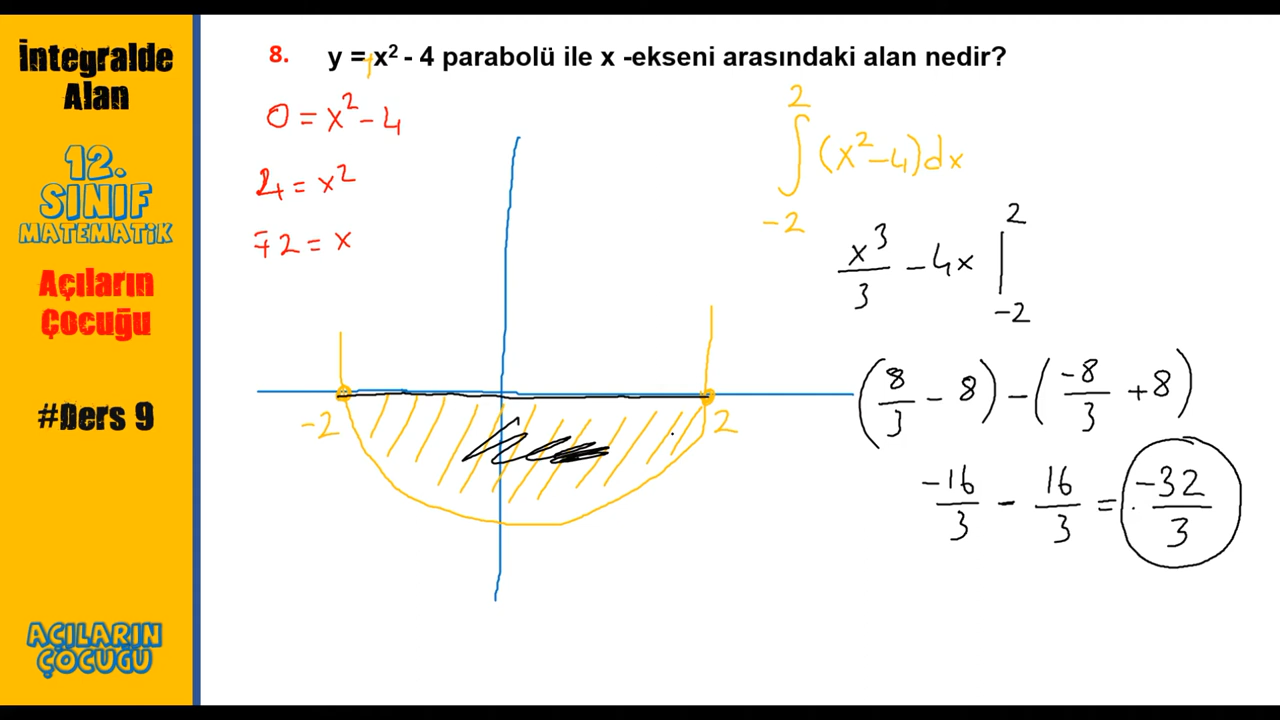 İntegralde
Alan
12.
SINIF
MATEMATİK
Açıların
Çocuğu
#Ders 9
AÇILARIN
ÇOCUĞU
8. y = x² - 4 parabolü ile x -ekseni arasındaki alan nedir?
0 = x² - 4
4 = x²
∓2 = x
-2
2
∫₋₂² (x² - 4) dx
x³/3 - 4x |₋₂²
(8/3 - 8) - (-8/3 + 8)
-16/3 - 16/3 = -32/3